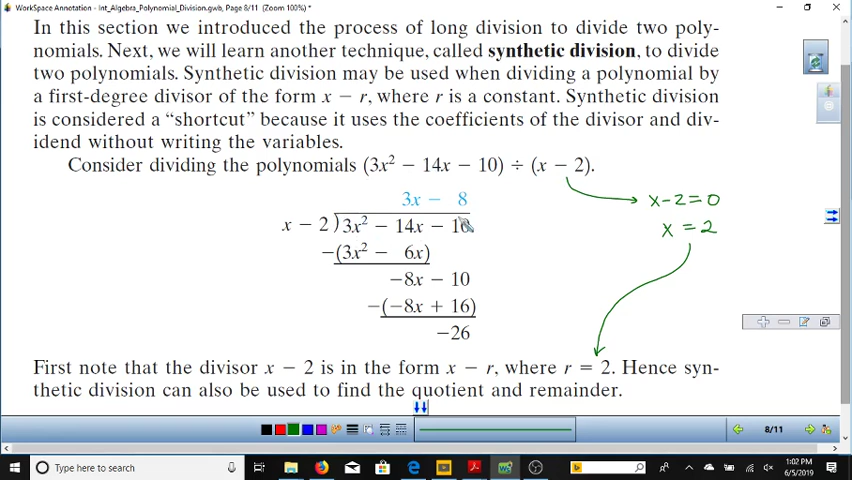 WorkSpace Annotation - Int_Algebra_Polynomial_Division.gwb, Page 8/11 (Zoom 100%) *
In this section we introduced the process of long division to divide two poly-
nomials. Next, we will learn another technique, called synthetic division, to divide
two polynomials. Synthetic division may be used when dividing a polynomial by
a first-degree divisor of the form x − r, where r is a constant. Synthetic division
is considered a “shortcut” because it uses the coefficients of the divisor and div-
idend without writing the variables.
Consider dividing the polynomials (3x² − 14x − 10) ÷ (x − 2).
x-2=0
x = 2
3x − 8
x − 2)3x² − 14x − 10
−(3x² − 6x)
−8x − 10
−(−8x + 16)
−26
First note that the divisor x − 2 is in the form x − r, where r = 2. Hence syn-
thetic division can also be used to find the quotient and remainder.
8/11
Type here to search
1:02 PM
6/5/2019